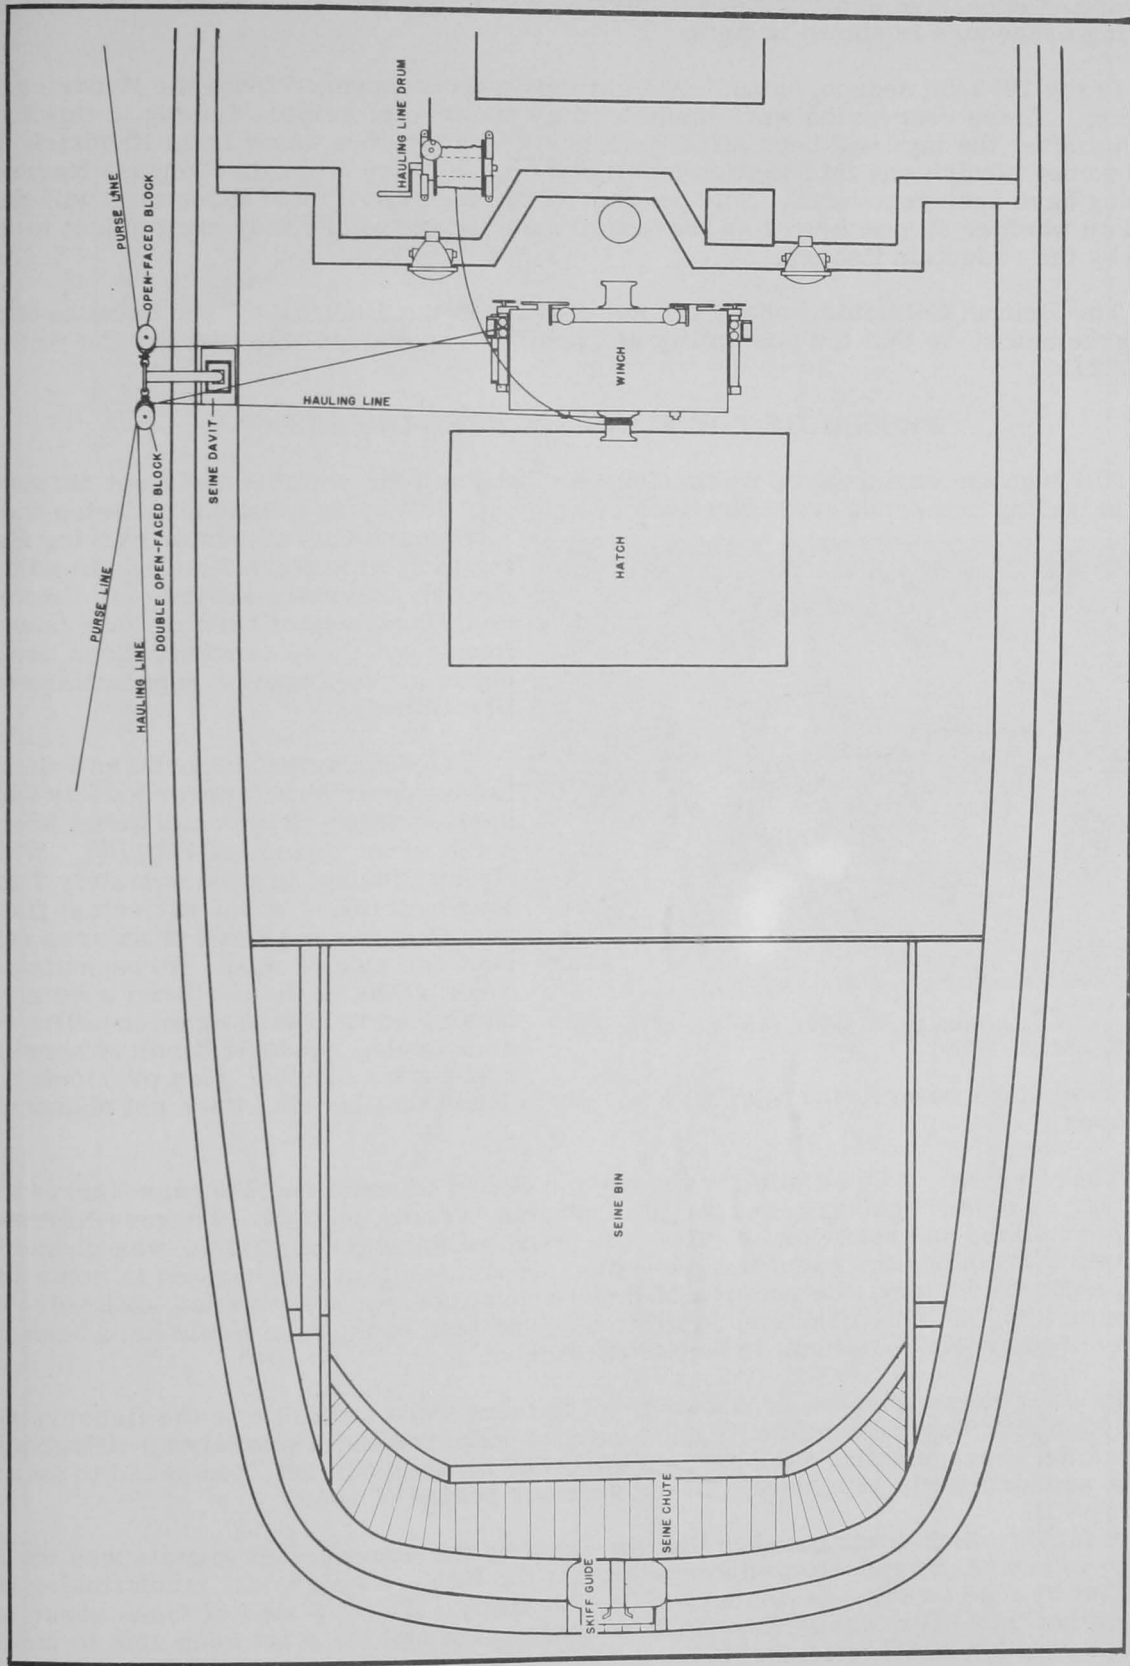 HAULING LINE DRUM
PURSE LINE
OPEN-FACED BLOCK
WINCH
HAULING LINE
SEINE DAVIT
DOUBLE OPEN-FACED BLOCK
PURSE LINE
HAULING LINE
HATCH
SEINE BIN
SEINE CHUTE
SKIFF GUIDE